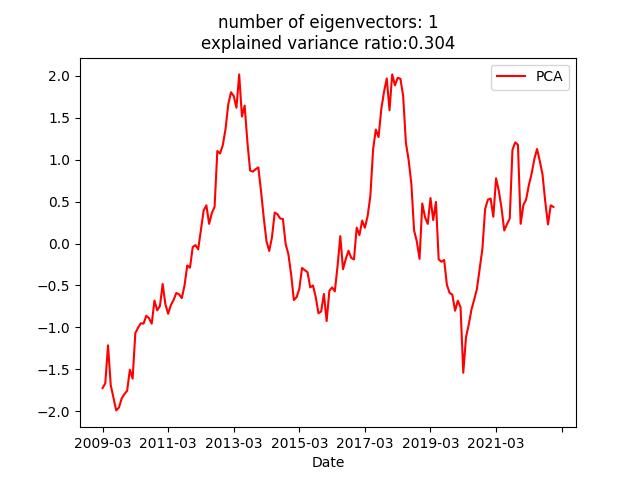 number of eigenvectors: 1
explained variance ratio:0.304
PCA
2.0
1.5
1.0
0.5
0.0
−0.5
−1.0
−1.5
−2.0
2009-03 2011-03 2013-03 2015-03 2017-03 2019-03 2021-03
Date